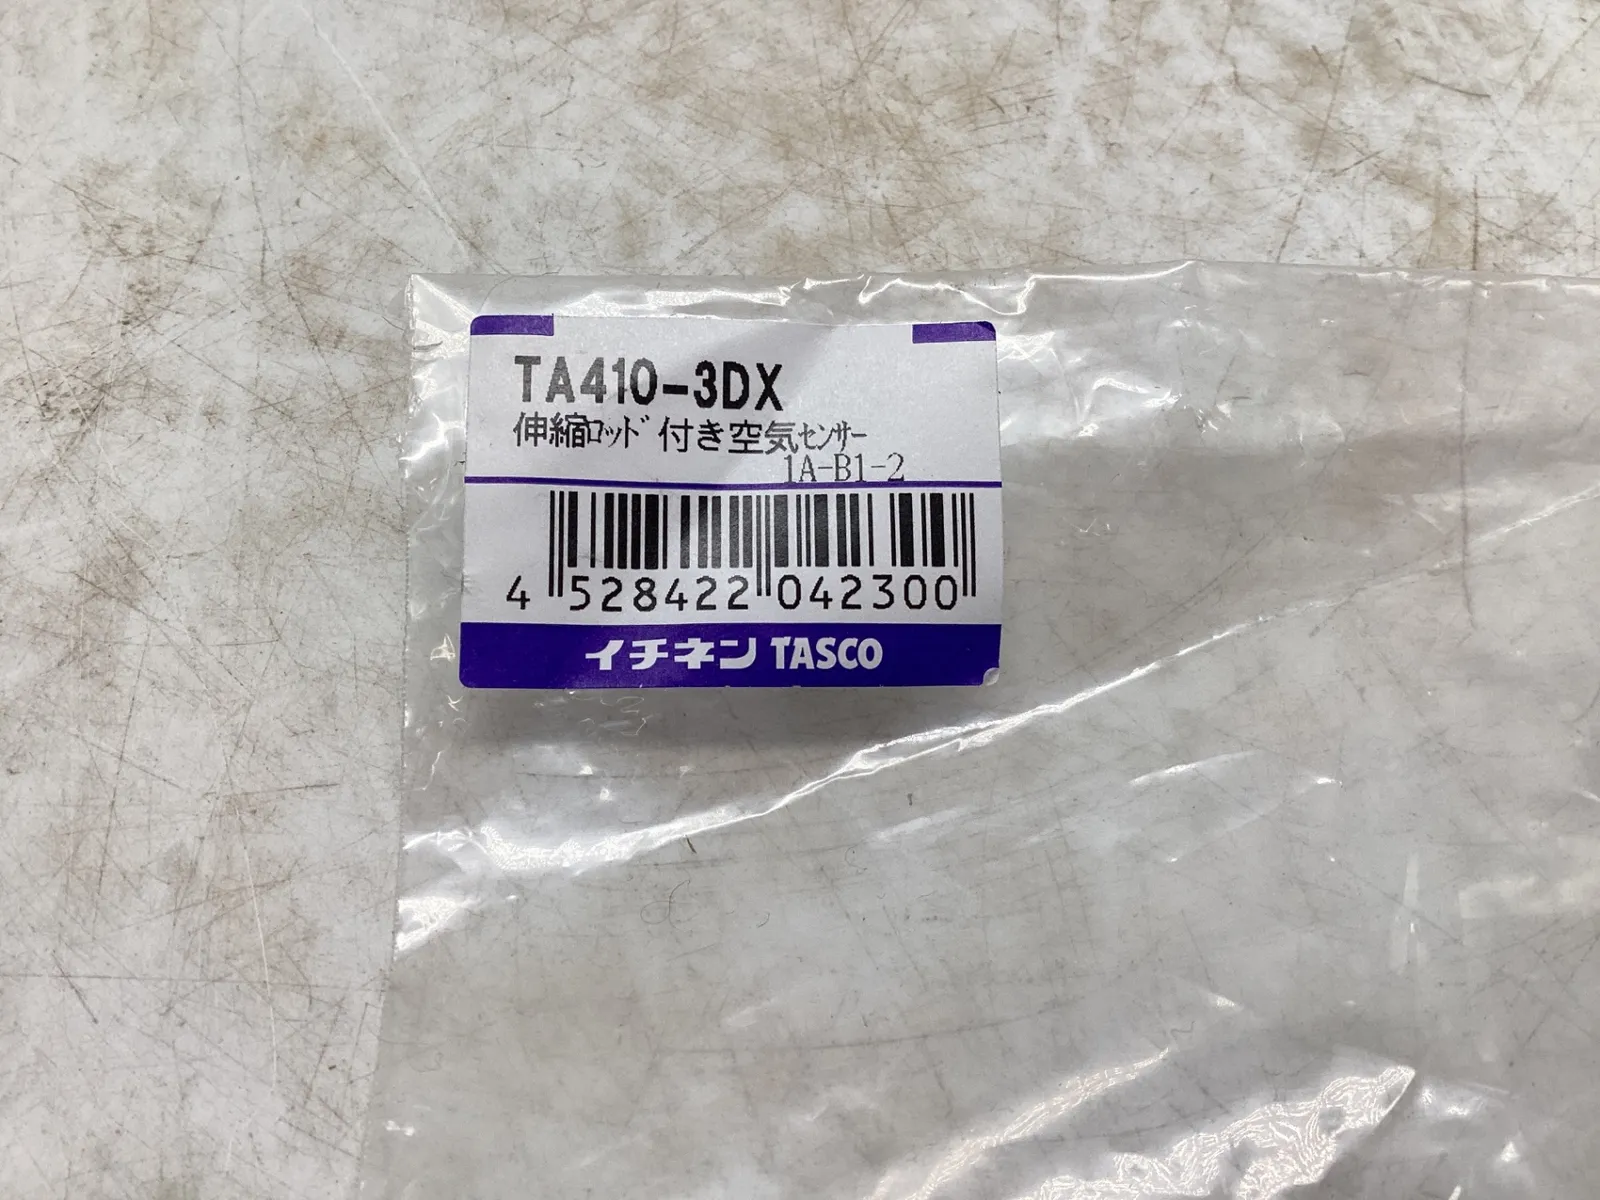 TA410-3DX
伸縮ﾛｯﾄﾞ付き空気ｾﾝｻｰ
1A-B1-2
4 528422 042300
イチネン TASCO